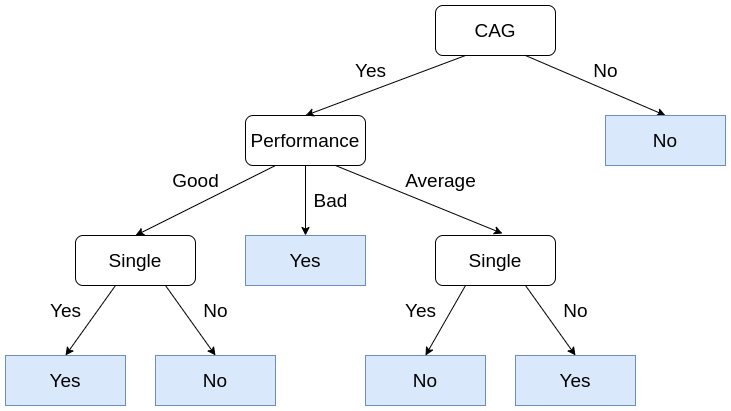 CAG
Yes
No
Performance
No
Good
Bad
Average
Single
Yes
Single
Yes
No
Yes
No
Yes
No
No
Yes